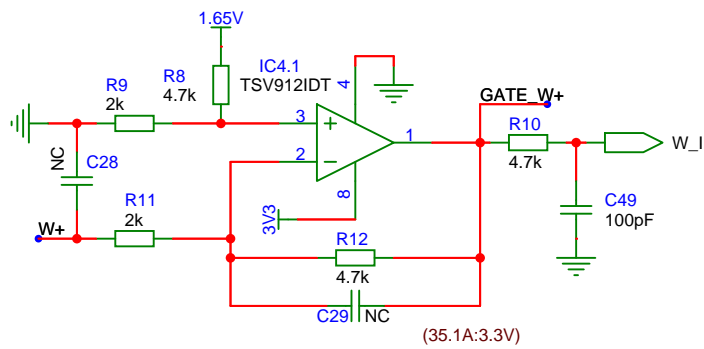 1.65V
R9
2k
R8
4.7k
IC4.1
TSV912IDT
4
GATE_W+
3
+
1
R10
4.7k
W_I
NC
C28
2
−
8
3V3
R11
2k
W+
C49
100pF
R12
4.7k
C29
NC
(35.1A:3.3V)